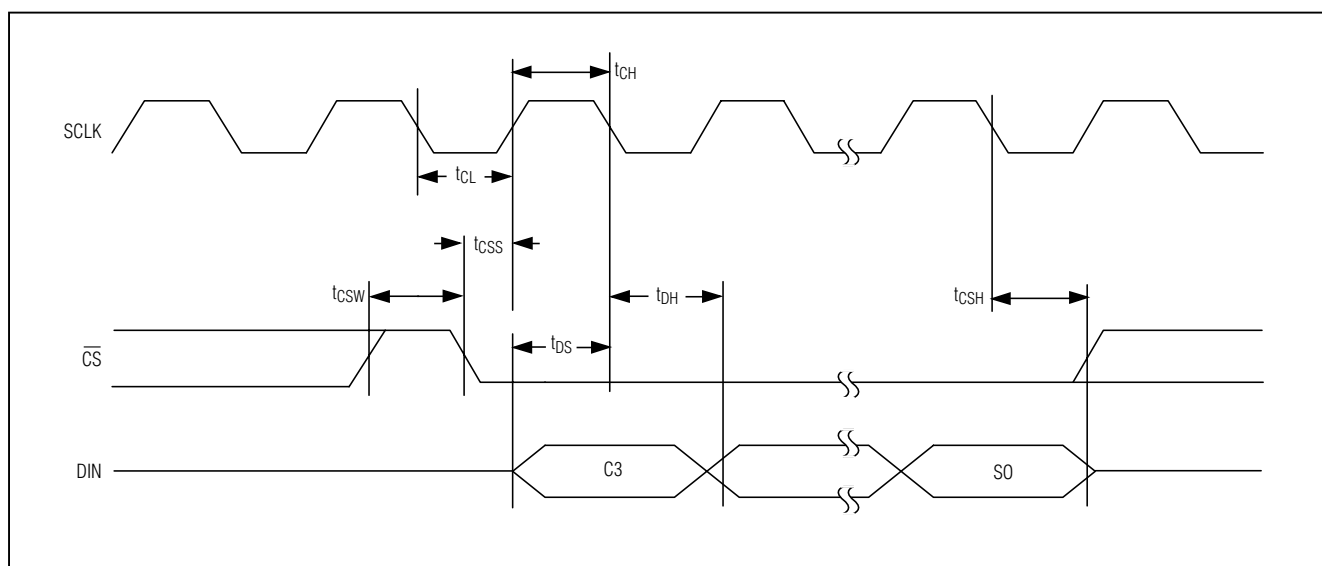 tCH
SCLK
tCL
tCSS
tCSW
tDH
tCSH
CS
tDS
DIN
C3
S0